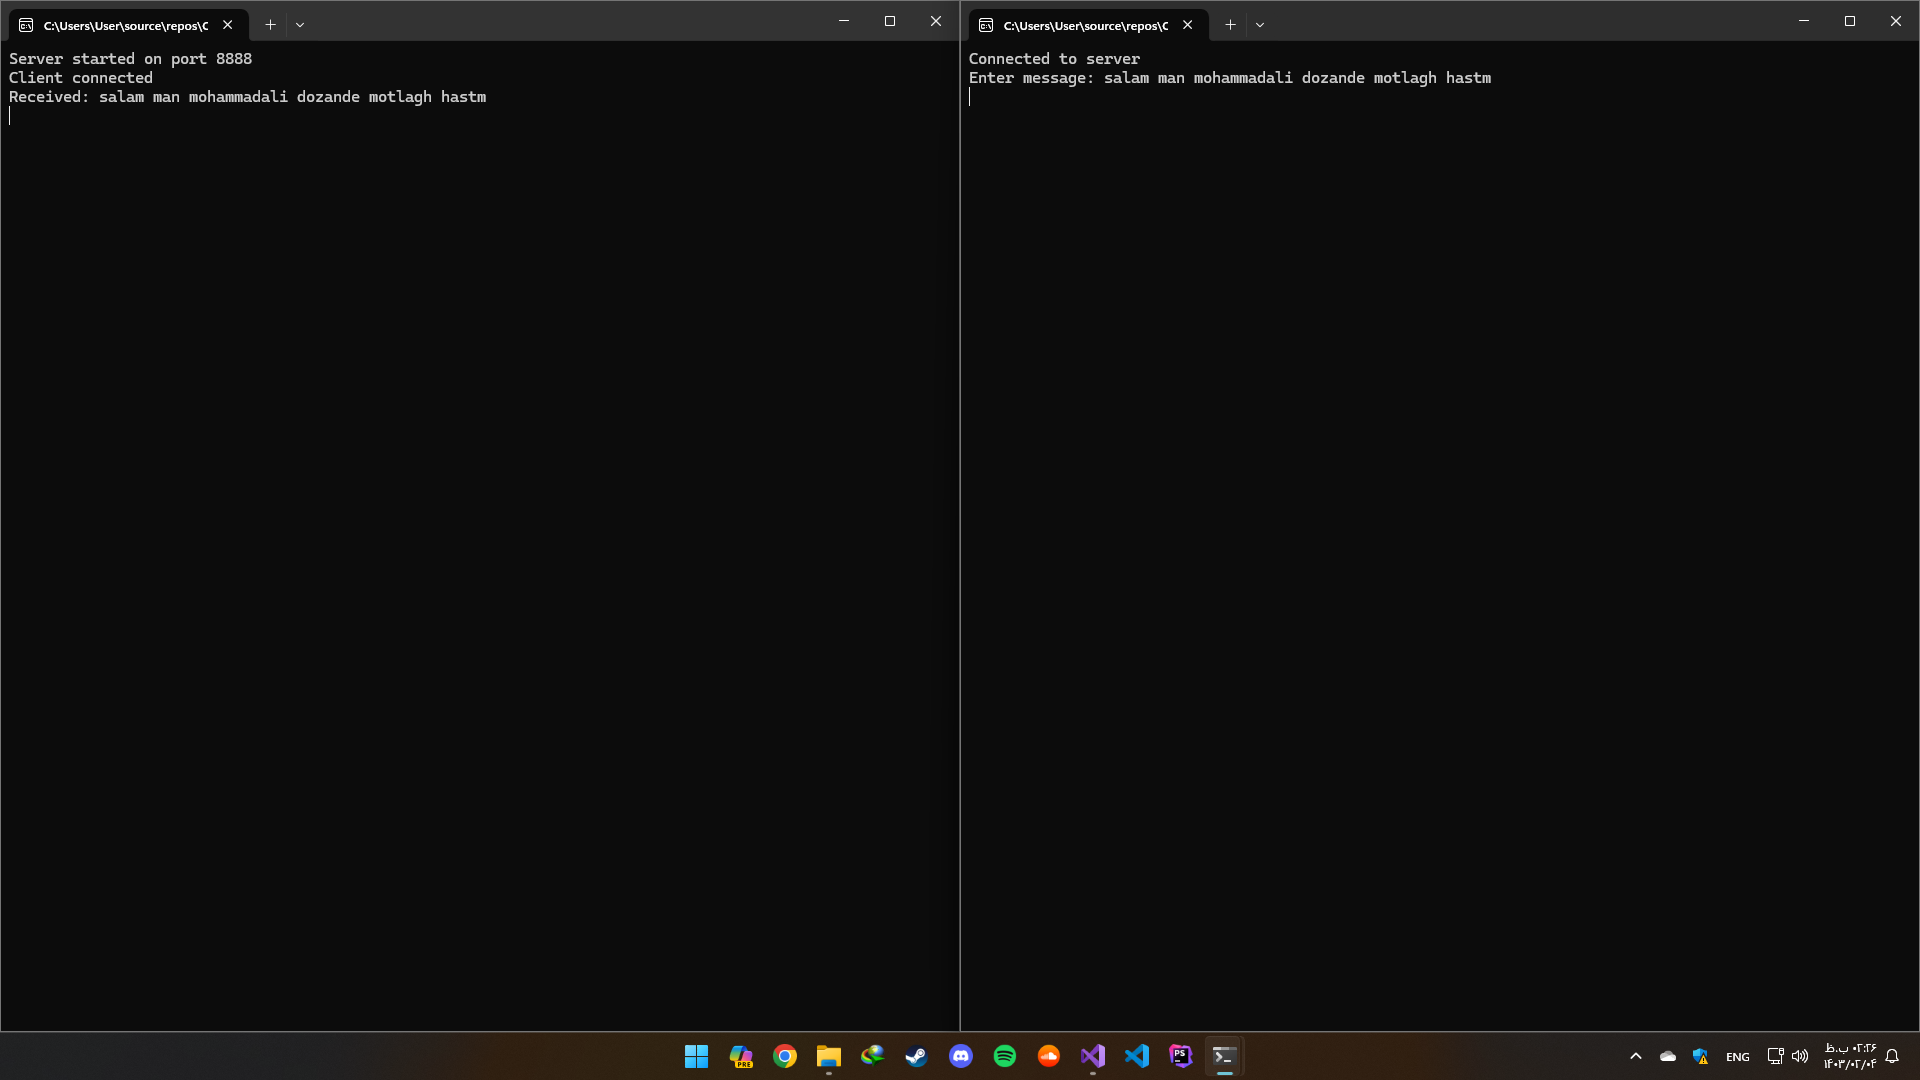 C:\Users\User\source\repos\C
Server started on port 8888
Client connected
Received: salam man mohammadali dozande motlagh hastm
C:\Users\User\source\repos\C
Connected to server
Enter message: salam man mohammadali dozande motlagh hastm
PRE
PS
ENG
۰۲:۲۶ ب.ظ
۱۴۰۳/۰۲/۰۴